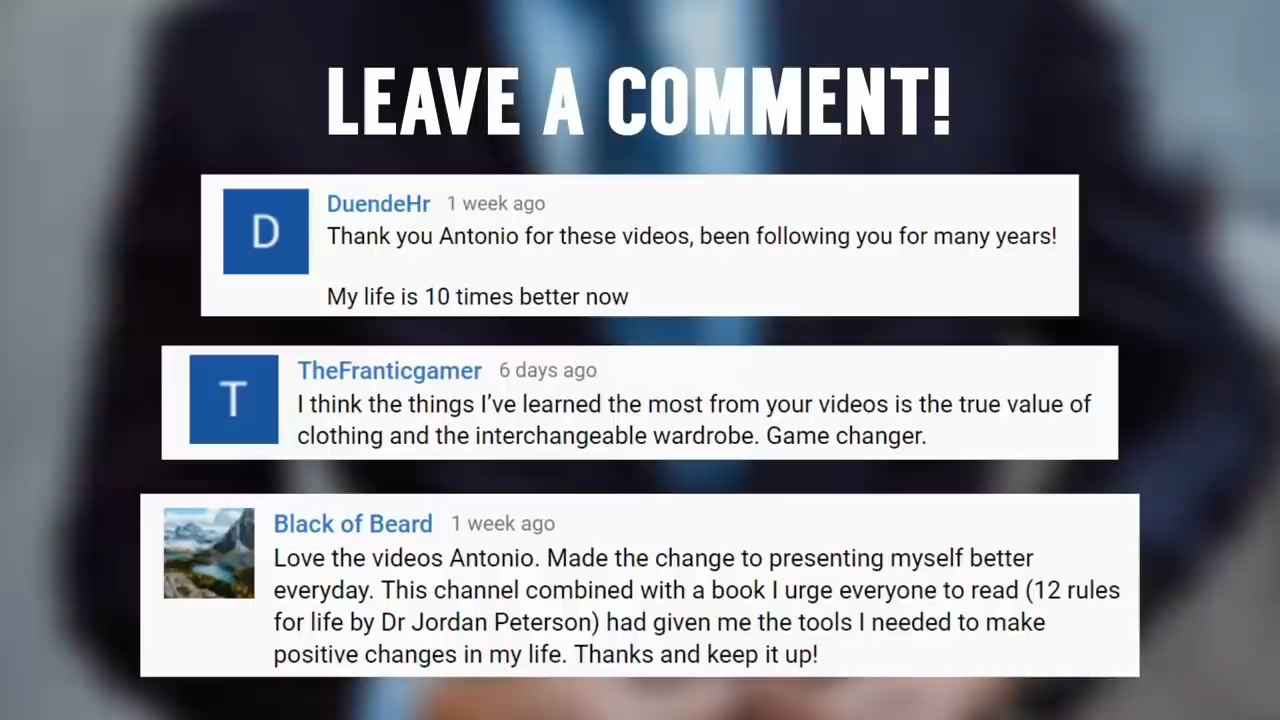 LEAVE A COMMENT!
D
DuendeHr 1 week ago
Thank you Antonio for these videos, been following you for many years!
My life is 10 times better now
T
TheFranticgamer 6 days ago
I think the things I’ve learned the most from your videos is the true value of
clothing and the interchangeable wardrobe. Game changer.
Black of Beard 1 week ago
Love the videos Antonio. Made the change to presenting myself better
everyday. This channel combined with a book I urge everyone to read (12 rules
for life by Dr Jordan Peterson) had given me the tools I needed to make
positive changes in my life. Thanks and keep it up!